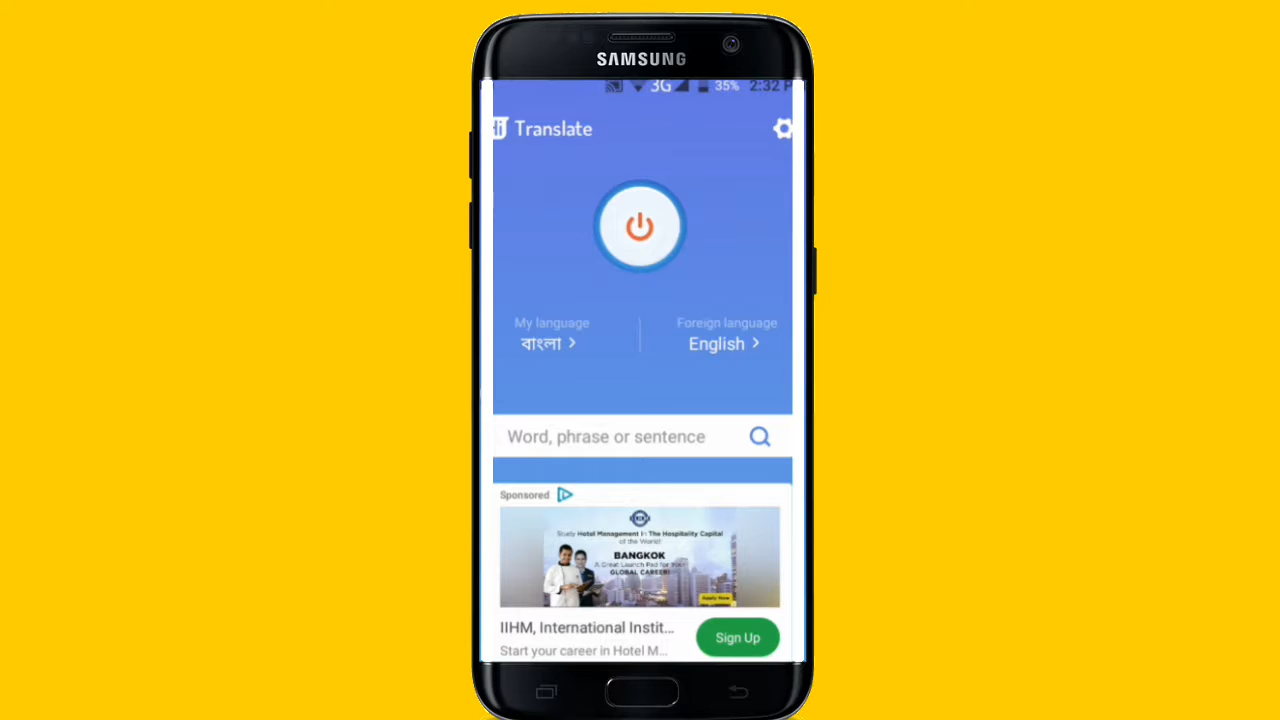 SAMSUNG
3G 35% 2:32 P
Hi Translate
My language
Foreign language
বাংলা >
English >
Word, phrase or sentence
Sponsored
Study Hotel Management In The Hospitality Capital
of the World!
BANGKOK
A Great Launch Pad for your
GLOBAL CAREER!
Apply Now
IIHM, International Instit...
Sign Up
Start your career in Hotel M...